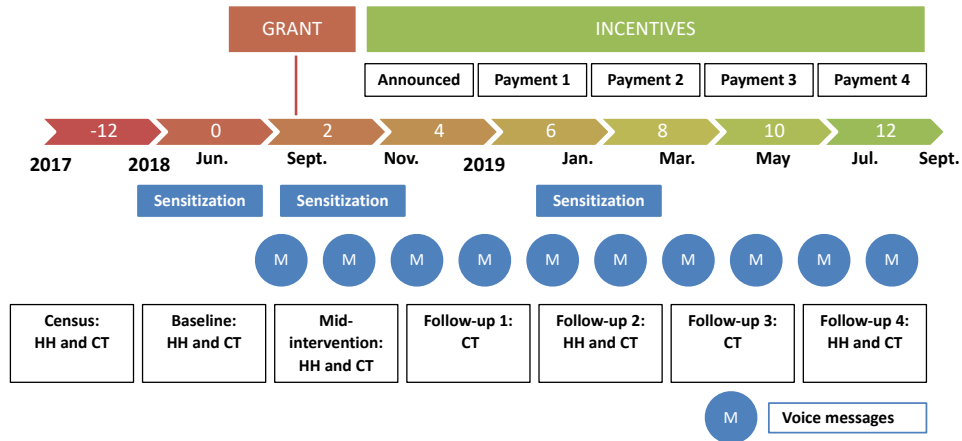 GRANT
INCENTIVES
Announced
Payment 1
Payment 2
Payment 3
Payment 4
-12
0
2
4
6
8
10
12
2017
2018
Jun.
Sept.
Nov.
2019
Jan.
Mar.
May
Jul.
Sept.
Sensitization
Sensitization
Sensitization
M
M
M
M
M
M
M
M
M
M
Census:
HH and CT
Baseline:
HH and CT
Mid-
intervention:
HH and CT
Follow-up 1:
CT
Follow-up 2:
HH and CT
Follow-up 3:
CT
Follow-up 4:
HH and CT
M
Voice messages